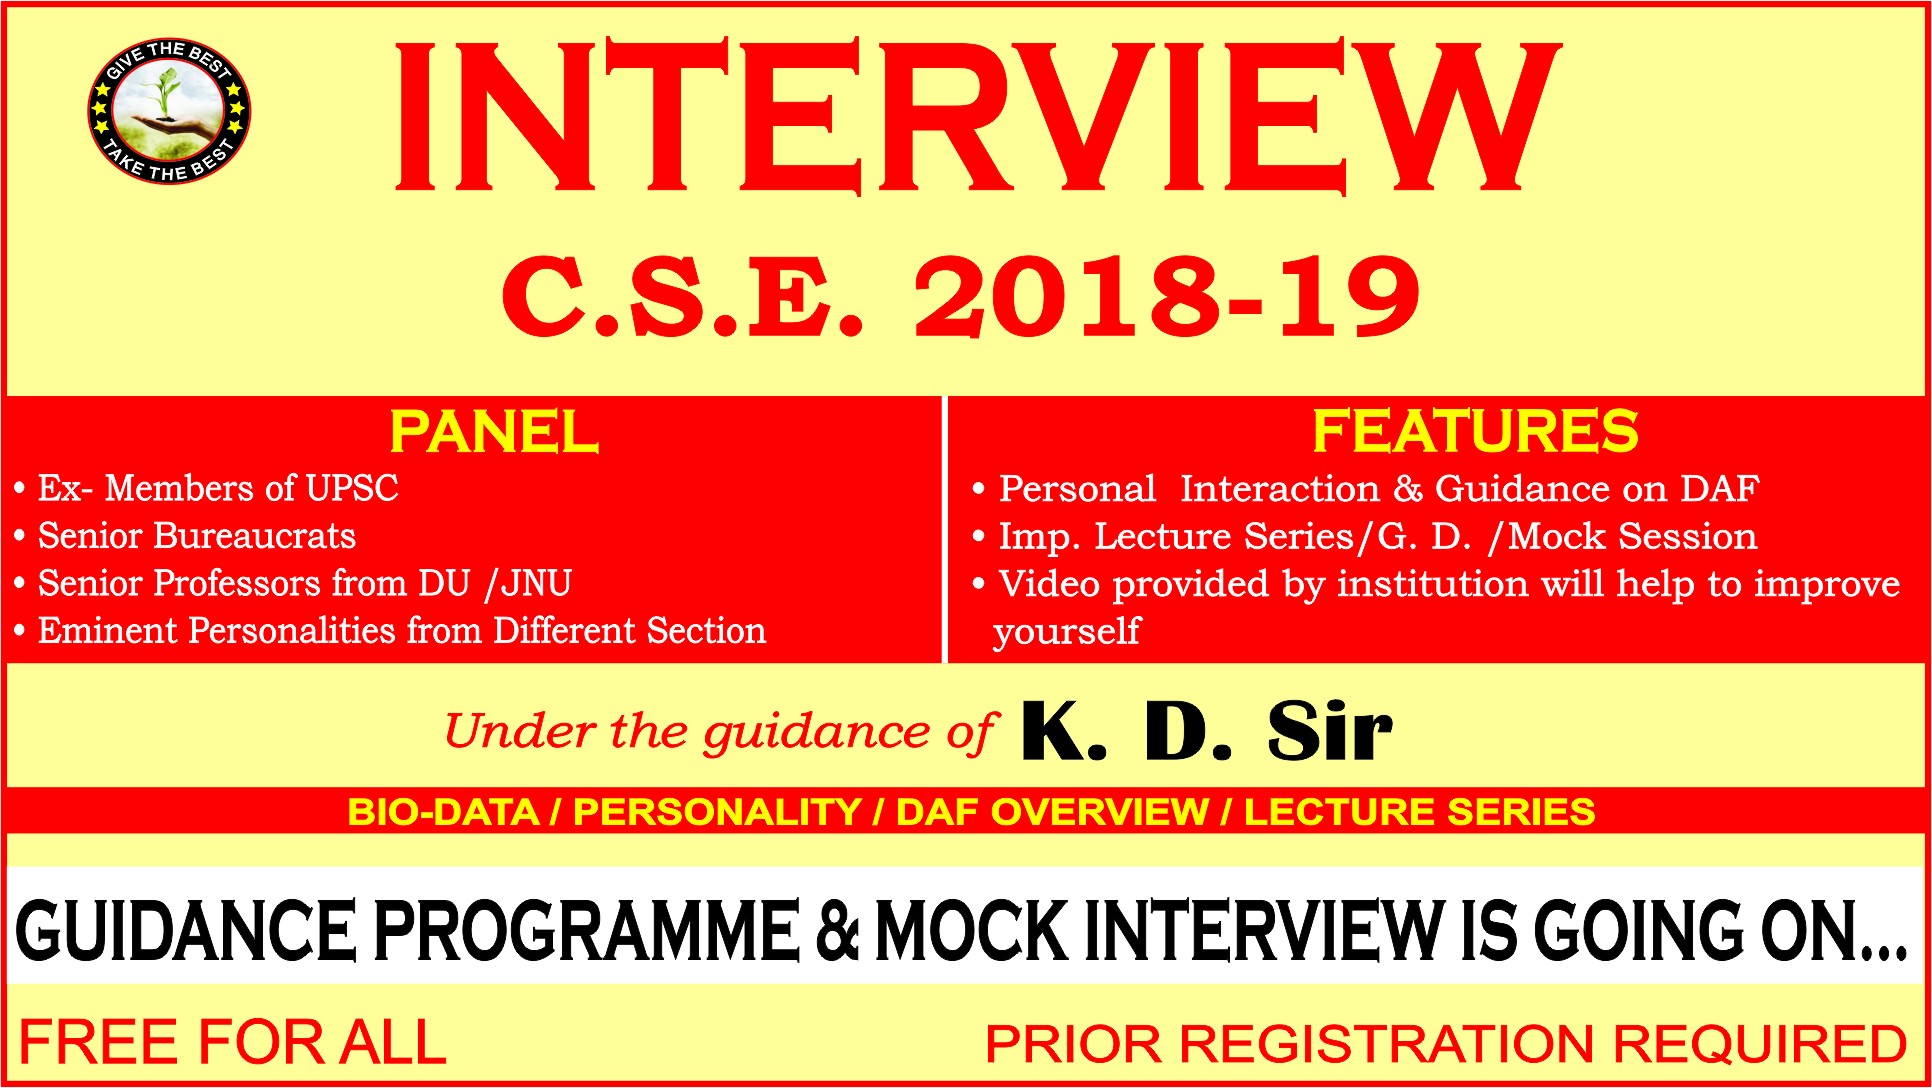 GIVE THE BEST
TAKE THE BEST
INTERVIEW
C.S.E. 2018-19
PANEL
• Ex- Members of UPSC
• Senior Bureaucrats
• Senior Professors from DU /JNU
• Eminent Personalities from Different Section
FEATURES
• Personal  Interaction & Guidance on DAF
• Imp. Lecture Series/G. D. /Mock Session
• Video provided by institution will help to improve
yourself
Under the guidance of K. D. Sir
BIO-DATA / PERSONALITY / DAF OVERVIEW / LECTURE SERIES
GUIDANCE PROGRAMME & MOCK INTERVIEW IS GOING ON...
FREE FOR ALL
PRIOR REGISTRATION REQUIRED